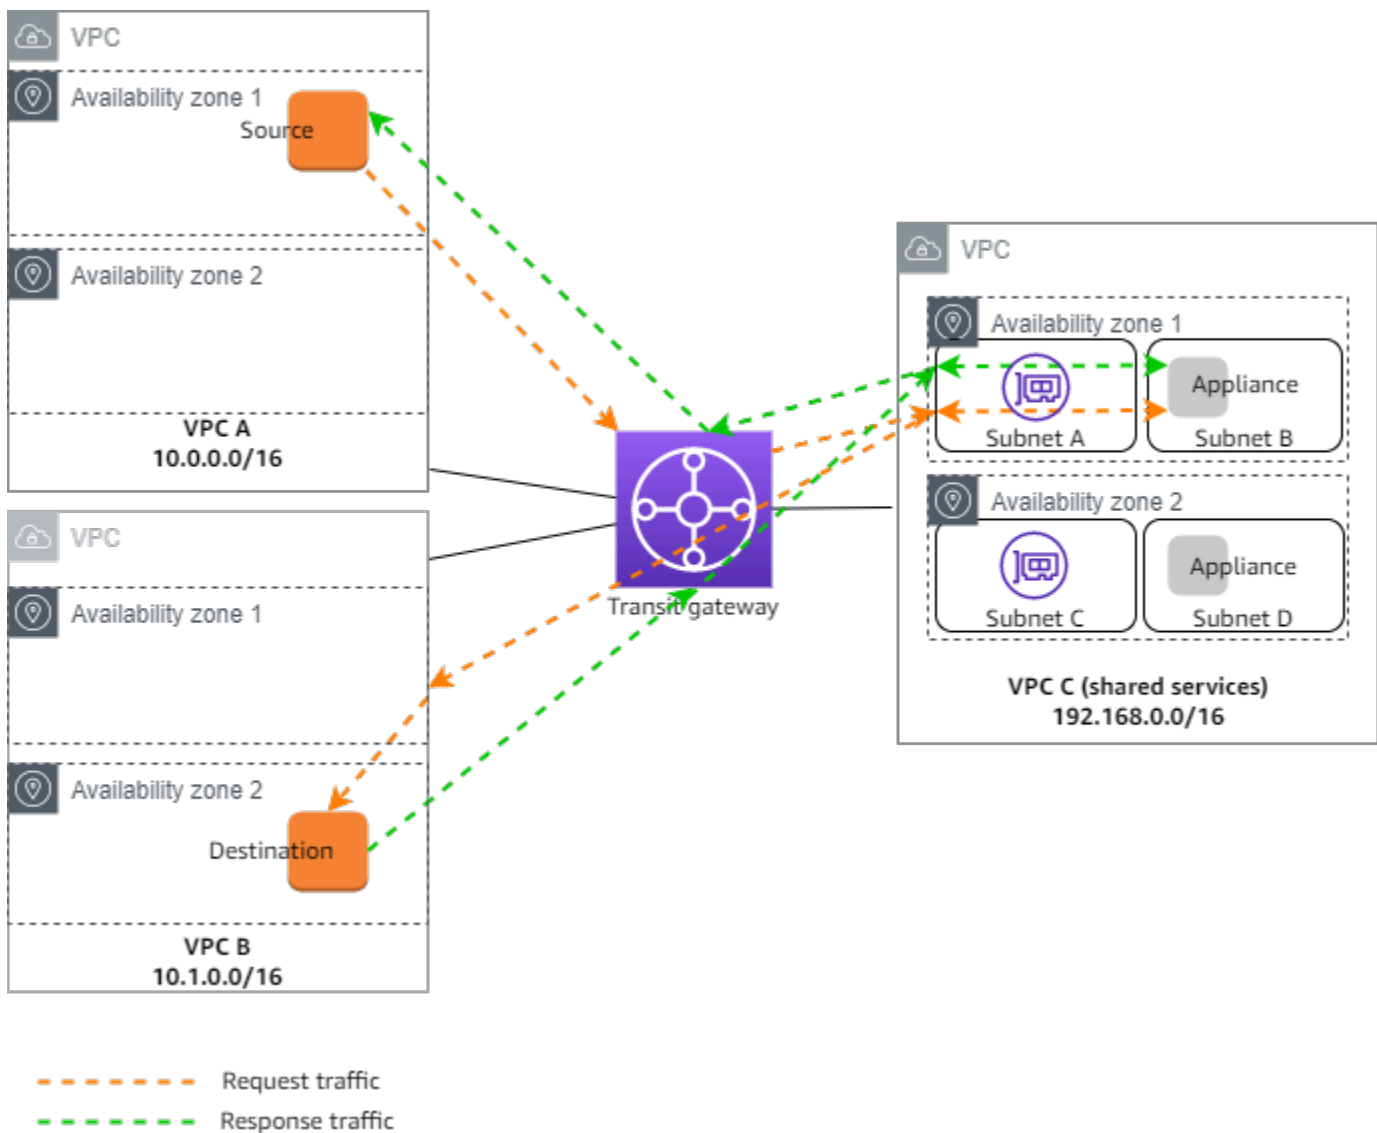 VPC
Availability zone 1
Source
Availability zone 2
VPC A
10.0.0.0/16
VPC
Availability zone 1
Availability zone 2
Destination
VPC B
10.1.0.0/16
Transit gateway
VPC
Availability zone 1
Appliance
Subnet A
Subnet B
Availability zone 2
Appliance
Subnet C
Subnet D
VPC C (shared services)
192.168.0.0/16
Request traffic
Response traffic